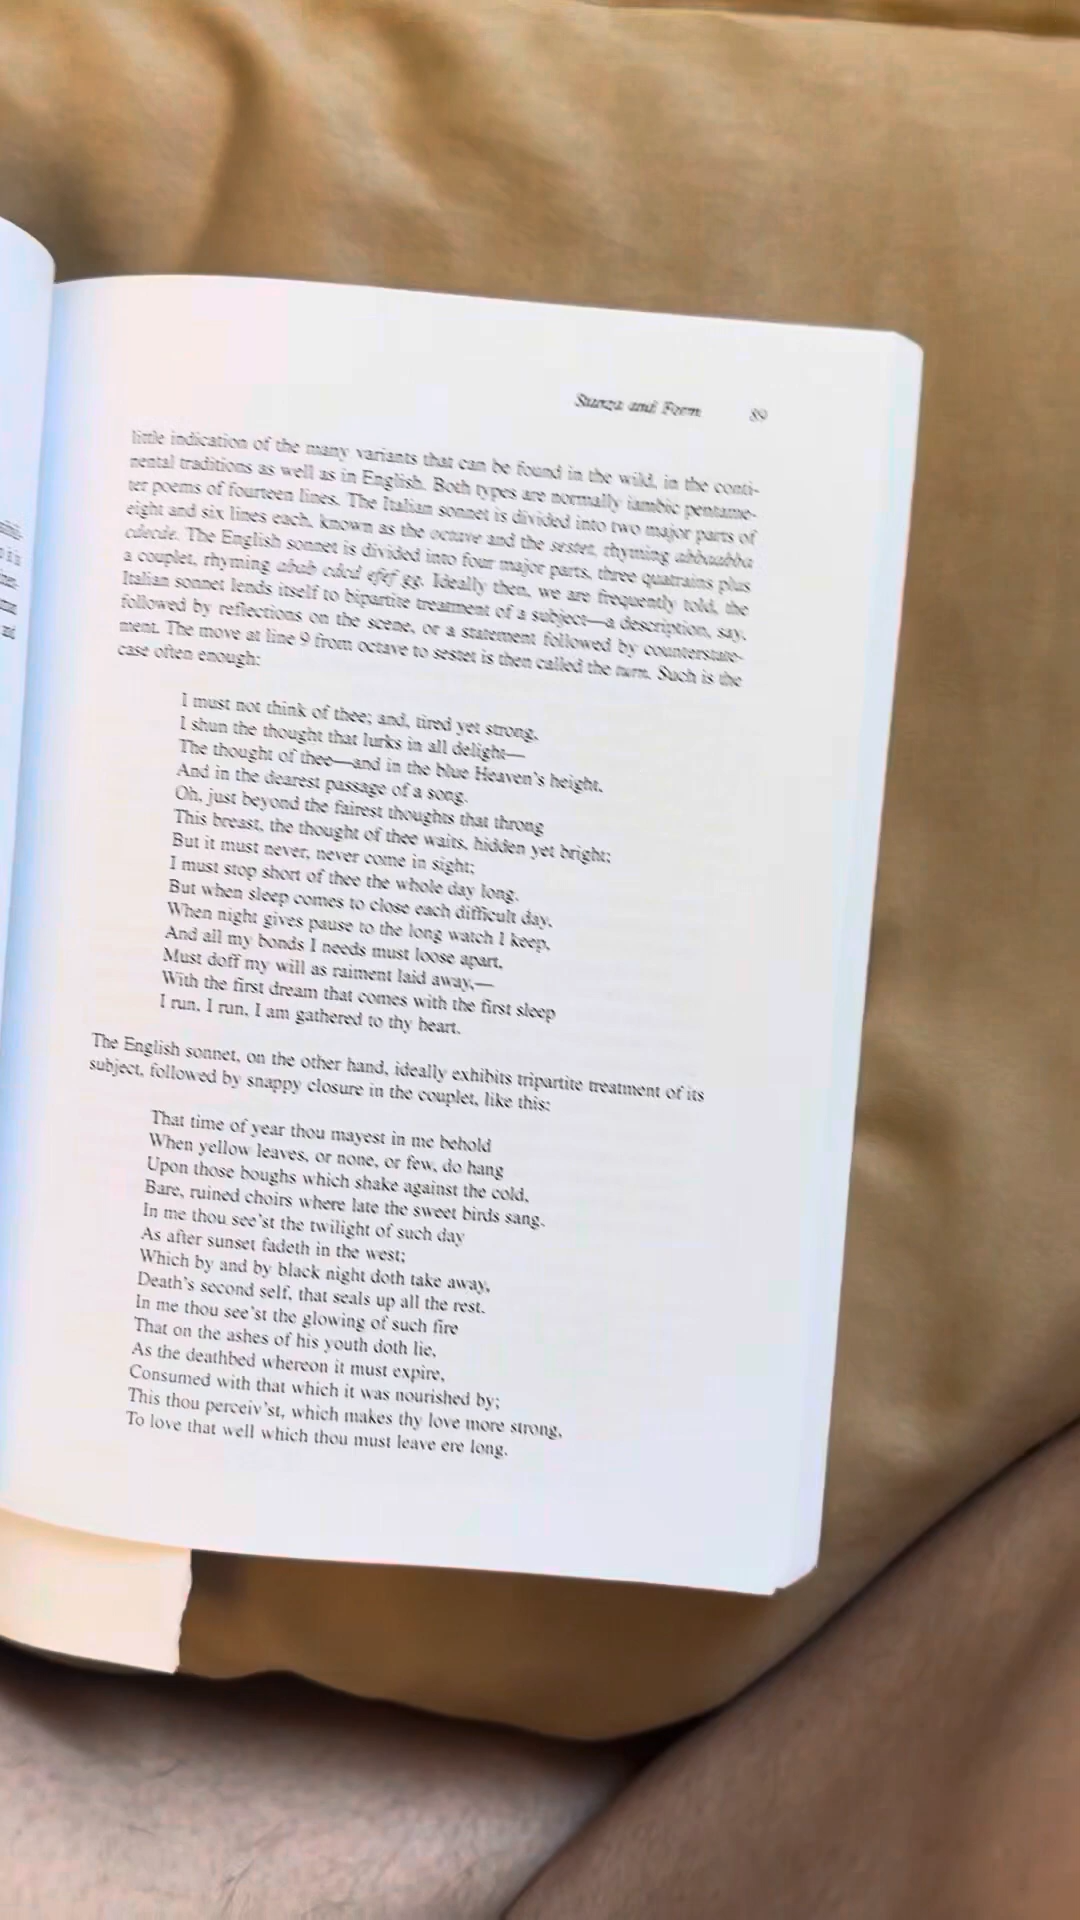 Stanza and Form 89
little indication of the many variants that can be found in the wild, in the conti-
nental traditions as well as in English. Both types are normally iambic pentame-
ter poems of fourteen lines. The Italian sonnet is divided into two major parts of
eight and six lines each, known as the octave and the sestet, rhyming abbaabba
cdecde. The English sonnet is divided into four major parts, three quatrains plus
a couplet, rhyming abab cdcd efef gg. Ideally then, we are frequently told, the
Italian sonnet lends itself to bipartite treatment of a subject—a description, say,
followed by reflections on the scene, or a statement followed by counterstate-
ment. The move at line 9 from octave to sestet is then called the turn. Such is the
case often enough:
I must not think of thee; and, tired yet strong,
I shun the thought that lurks in all delight—
The thought of thee—and in the blue Heaven's height,
And in the dearest passage of a song.
Oh, just beyond the fairest thoughts that throng
This breast, the thought of thee waits, hidden yet bright;
But it must never, never come in sight;
I must stop short of thee the whole day long.
But when sleep comes to close each difficult day,
When night gives pause to the long watch I keep,
And all my bonds I needs must loose apart,
Must doff my will as raiment laid away,—
With the first dream that comes with the first sleep
I run, I run, I am gathered to thy heart.
The English sonnet, on the other hand, ideally exhibits tripartite treatment of its
subject, followed by snappy closure in the couplet, like this:
That time of year thou mayest in me behold
When yellow leaves, or none, or few, do hang
Upon those boughs which shake against the cold,
Bare, ruined choirs where late the sweet birds sang.
In me thou see'st the twilight of such day
As after sunset fadeth in the west;
Which by and by black night doth take away,
Death's second self, that seals up all the rest.
In me thou see'st the glowing of such fire
That on the ashes of his youth doth lie,
As the deathbed whereon it must expire,
Consumed with that which it was nourished by;
This thou perceiv'st, which makes thy love more strong,
To love that well which thou must leave ere long.